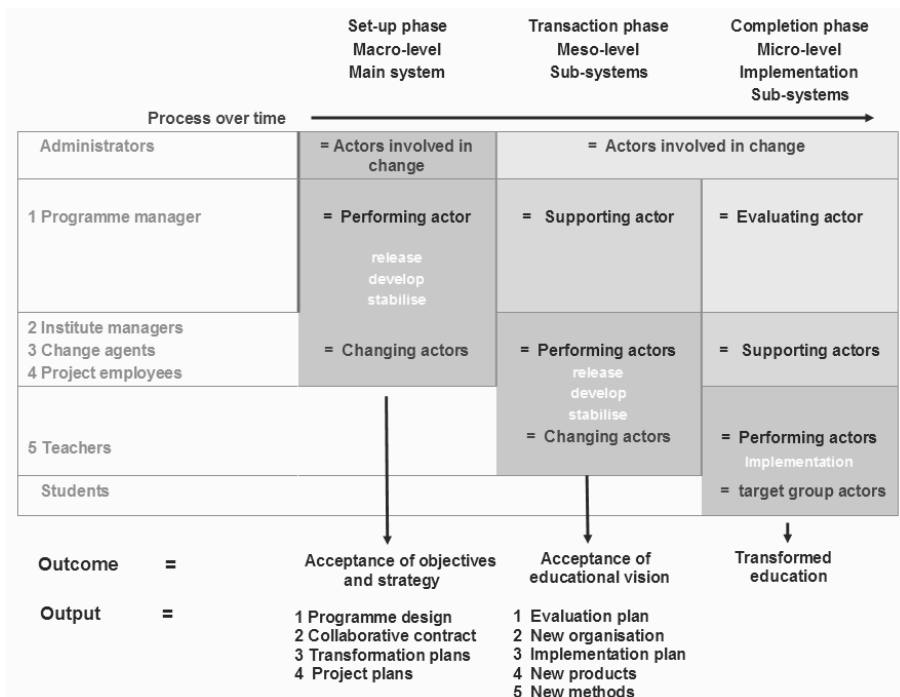 Set-up phase Transaction phase Completion phase
Macro-level Meso-level Micro-level
Main system Sub-systems Implementation
Sub-systems
Process over time
Administrators = Actors involved in = Actors involved in change
change
1 Programme manager = Performing actor = Supporting actor = Evaluating actor
release
develop
stabilise
2 Institute managers
3 Change agents = Changing actors = Performing actors = Supporting actors
4 Project employees release
develop
stabilise
= Changing actors = Performing actors
5 Teachers
Implementation
Students = target group actors
Outcome = Acceptance of objectives Acceptance of Transformed
and strategy educational vision education
Output = 1 Programme design 1 Evaluation plan
2 Collaborative contract 2 New organisation
3 Transformation plans 3 Implementation plan
4 Project plans 4 New products
5 New methods